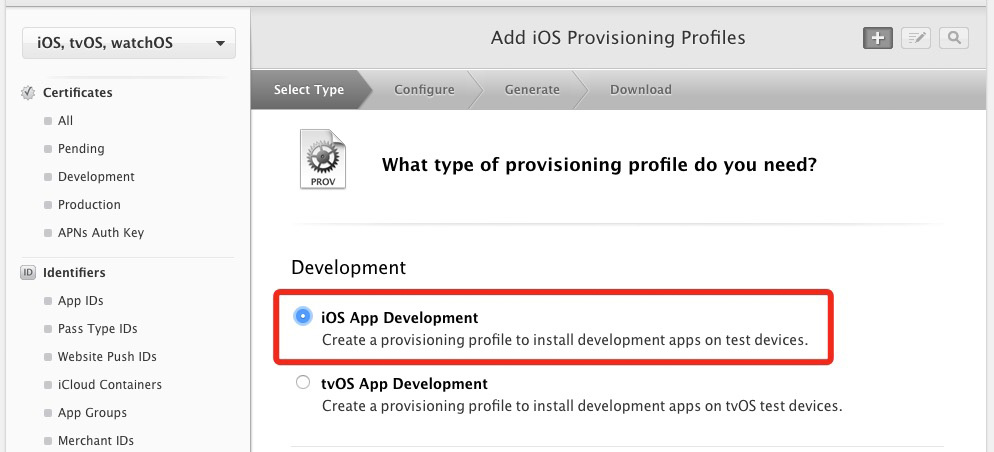 iOS, tvOS, watchOS
Add iOS Provisioning Profiles
Select Type
Configure
Generate
Download
Certificates
All
Pending
Development
Production
APNs Auth Key
ID
Identifiers
App IDs
Pass Type IDs
Website Push IDs
iCloud Containers
App Groups
Merchant IDs
PROV
What type of provisioning profile do you need?
Development
iOS App Development
Create a provisioning profile to install development apps on test devices.
tvOS App Development
Create a provisioning profile to install development apps on tvOS test devices.